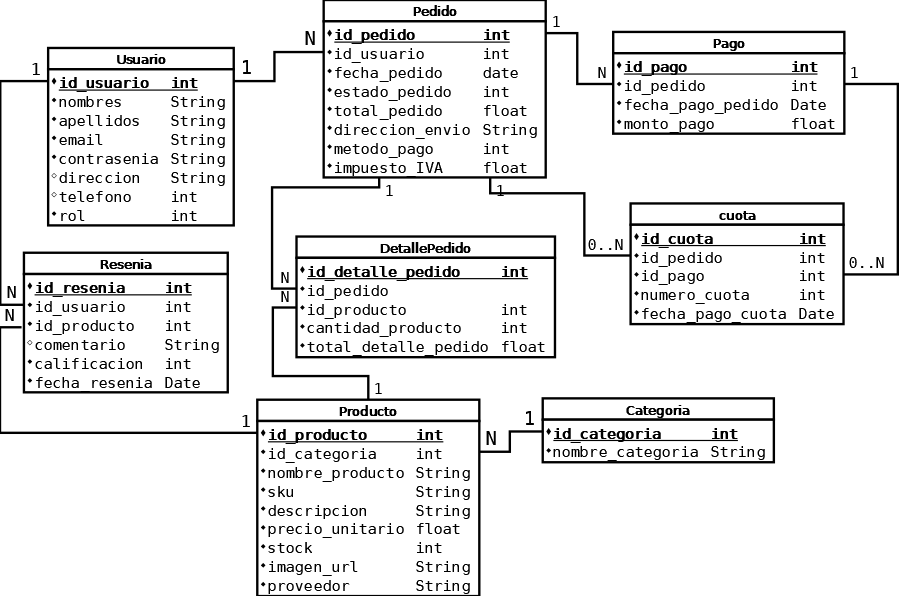 Pedido
id_pedido int
id_usuario int
fecha_pedido date
estado_pedido int
total_pedido float
direccion_envio String
metodo_pago int
impuesto_IVA float
1
N
1
N
Pago
id_pago int
id_pedido int
fecha_pago_pedido Date
monto_pago float
1
Usuario
id_usuario int
nombres String
apellidos String
email String
contrasenia String
direccion String
telefono int
rol int
1
1
1
0..N
cuota
id_cuota int
id_pedido int
id_pago int
numero_cuota int
fecha_pago_cuota Date
0..N
DetallePedido
id_detalle_pedido int
id_pedido
id_producto int
cantidad_producto int
total_detalle_pedido float
N
N
Resenia
id_resenia int
id_usuario int
id_producto int
comentario String
calificacion int
fecha_resenia Date
N
N
1
1
Producto
id_producto int
id_categoria int
nombre_producto String
sku String
descripcion String
precio_unitario float
stock int
imagen_url String
proveedor String
N
1
Categoria
id_categoria int
nombre_categoria String